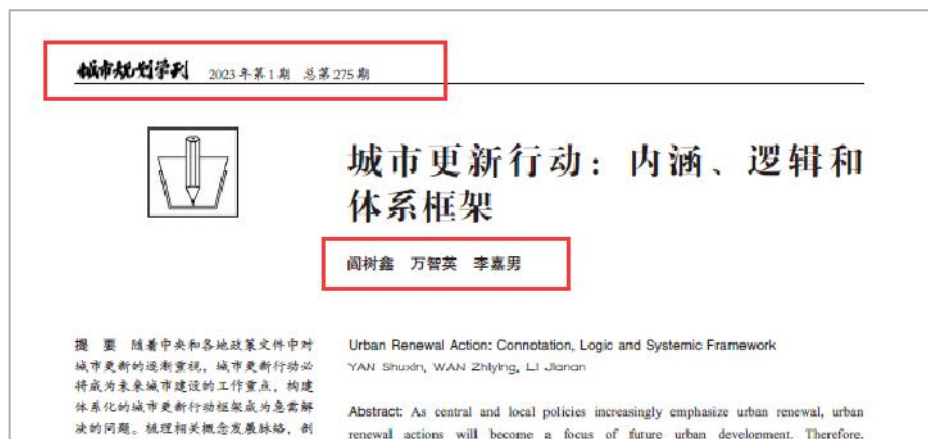 城市规划学刊 2023年第1期 总第275期
城市更新行动：内涵、逻辑和
体系框架
阎树鑫 万智英 李嘉男
提 要 随着中央和各地政策文件中对
城市更新的逐渐重视，城市更新行动必
将成为未来城市建设的工作重点，构建
体系化的城市更新行动框架成为急需解
决的问题。梳理相关概念发展脉络，剖
Urban Renewal Action: Connotation, Logic and Systemic Framework
YAN Shuxin, WAN Zhiying, LI Jianan
Abstract: As central and local policies increasingly emphasize urban renewal, urban
renewal actions will become a focus of future urban development. Therefore,